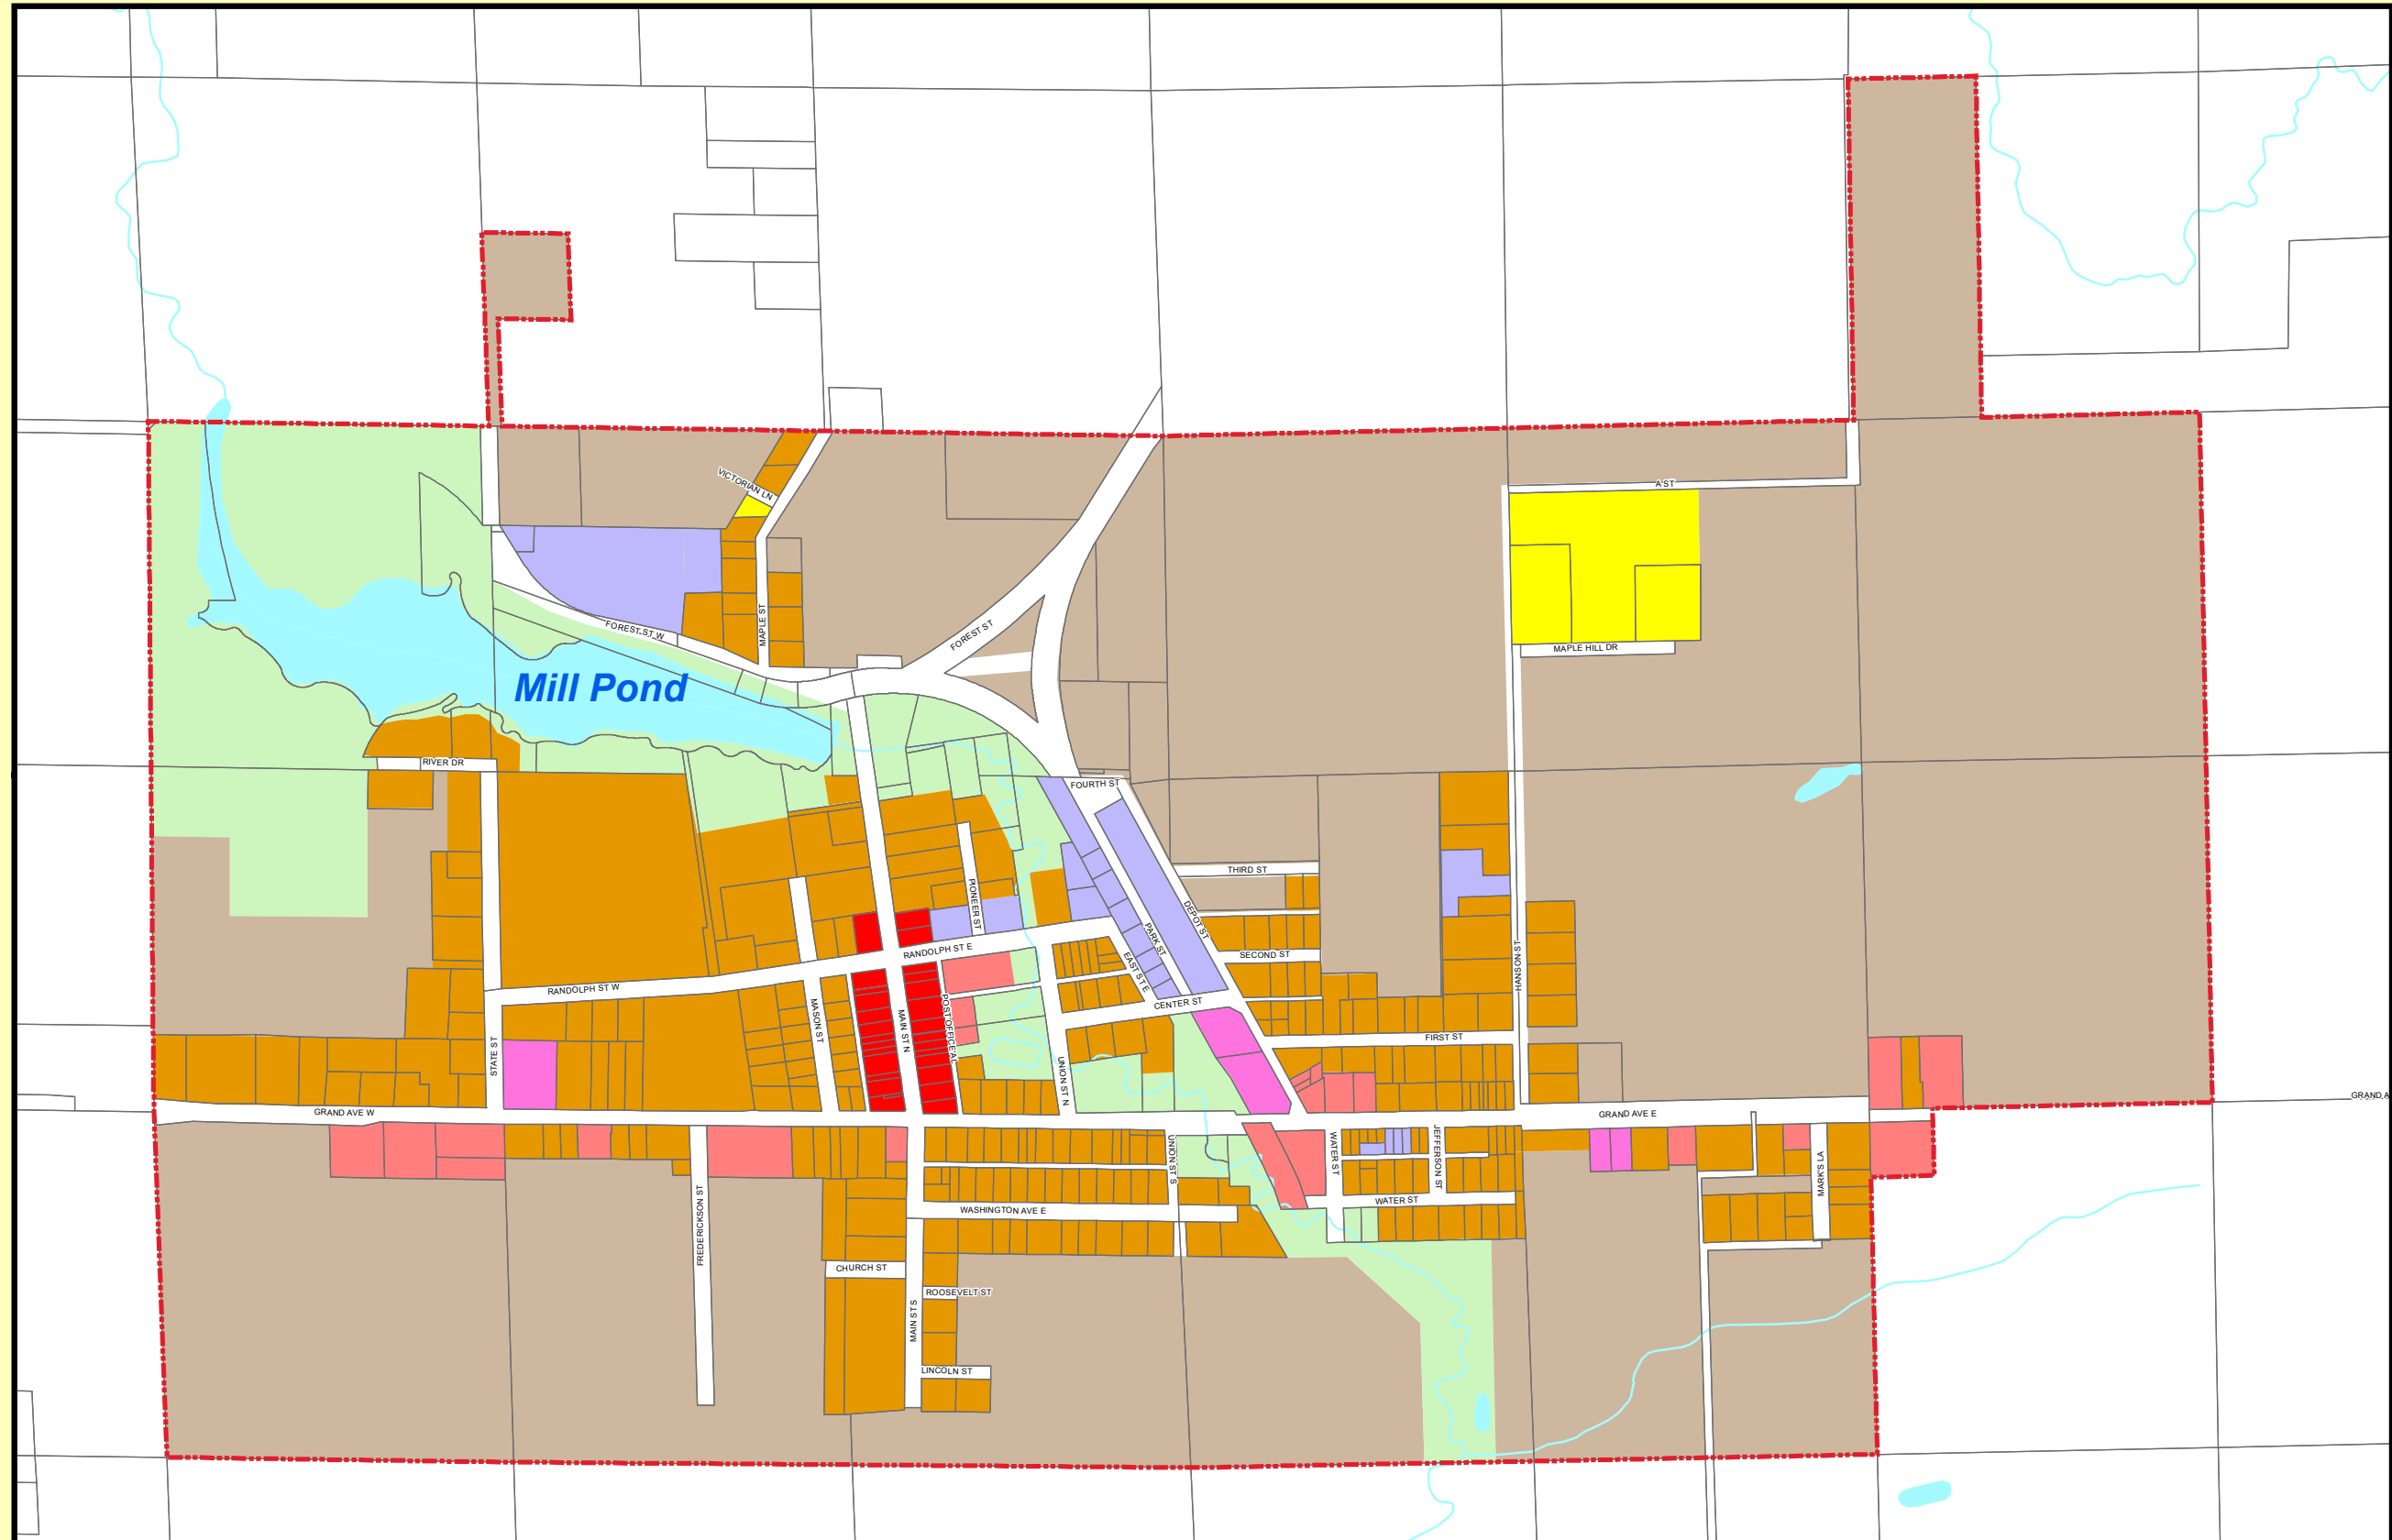 VICTORIAN LN
A ST
FOREST ST W
MAPLE ST
FOREST ST
MAPLE HILL DR
Mill Pond
RIVER DR
FOURTH ST
THIRD ST
PIONEER ST
DEPOT ST
PARK ST
RANDOLPH ST E
SECOND ST
EAST ST E
HANSON ST
RANDOLPH ST W
CENTER ST
MASON ST
MAIN ST N
POST OFFICE AL
FIRST ST
STATE ST
UNION ST N
GRAND AVE W
GRAND AVE E
GRAND A
UNION ST S
WATER ST
JEFFERSON ST
MARK'S LA
WATER ST
WASHINGTON AVE E
FREDERICKSON ST
CHURCH ST
ROOSEVELT ST
MAIN ST S
LINCOLN ST